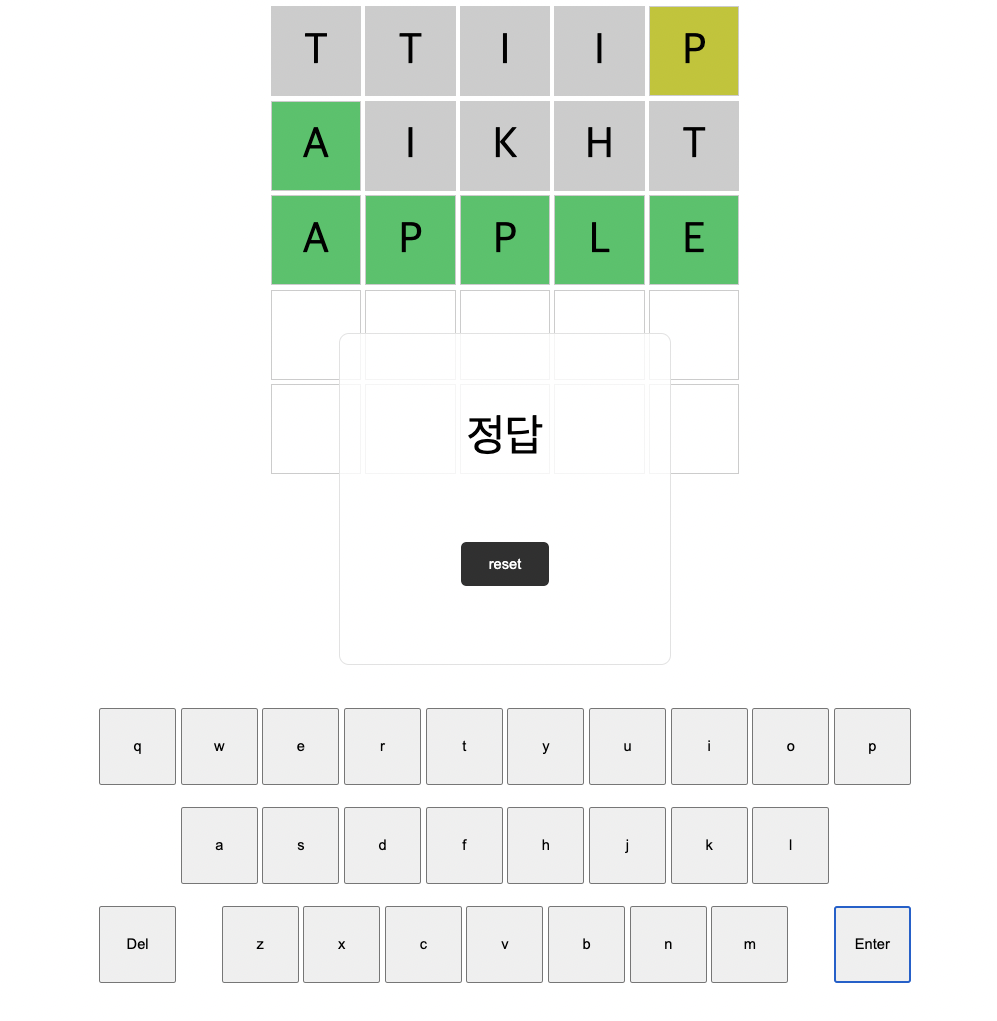 T T I I P
A I K H T
A P P L E
정답
reset
q w e r t y u i o p
a s d f h j k l
Del z x c v b n m Enter